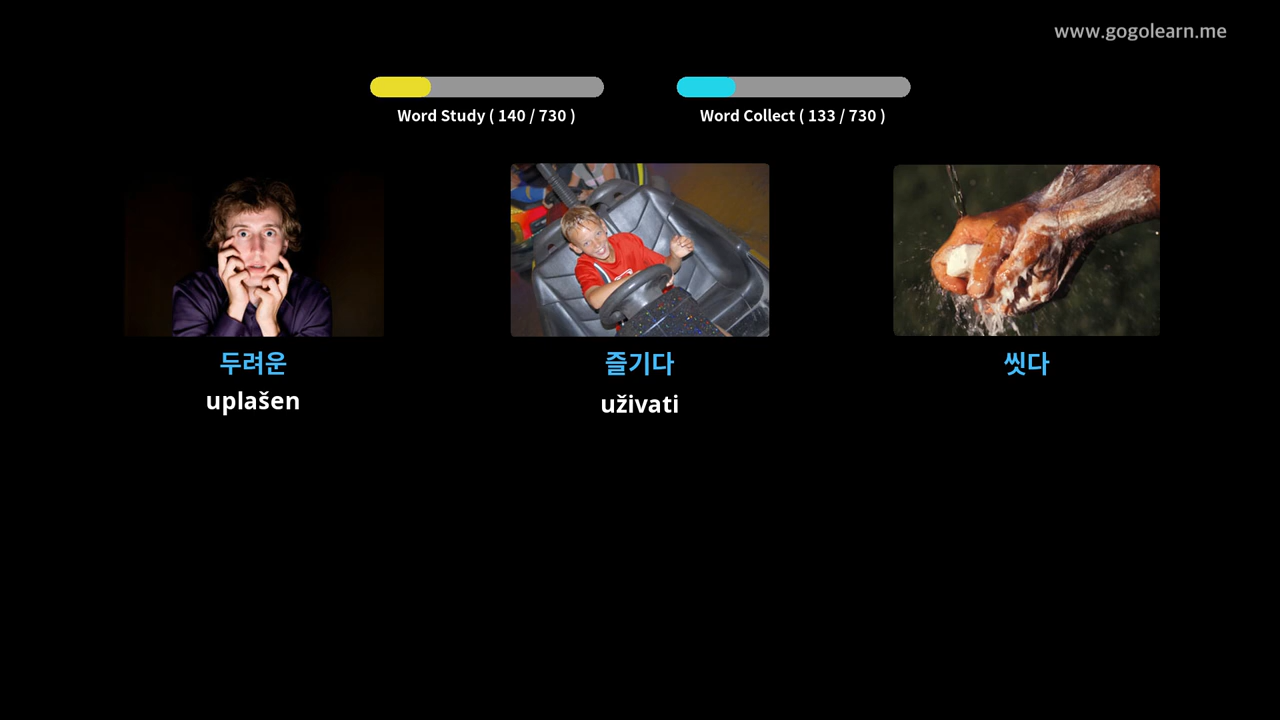 www.gogolearn.me
Word Study ( 140 / 730 )
Word Collect ( 133 / 730 )
두려운
즐기다
씻다
uplašen
uživati